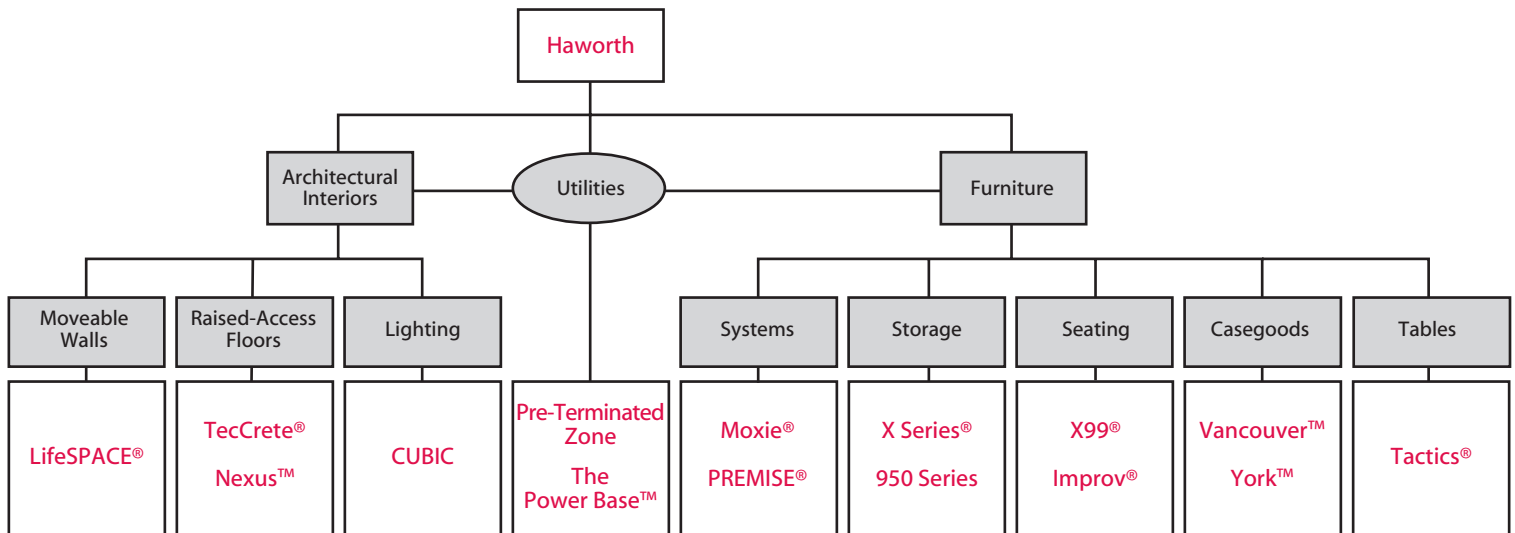 Haworth
Architectural
Interiors
Utilities
Furniture
Moveable
Walls
Raised-Access
Floors
Lighting
Systems
Storage
Seating
Casegoods
Tables
LifeSPACE®
TecCrete®
Nexus™
CUBIC
Pre-Terminated
Zone
The
Power Base™
Moxie®
PREMISE®
X Series®
950 Series
X99®
Improv®
Vancouver™
York™
Tactics®